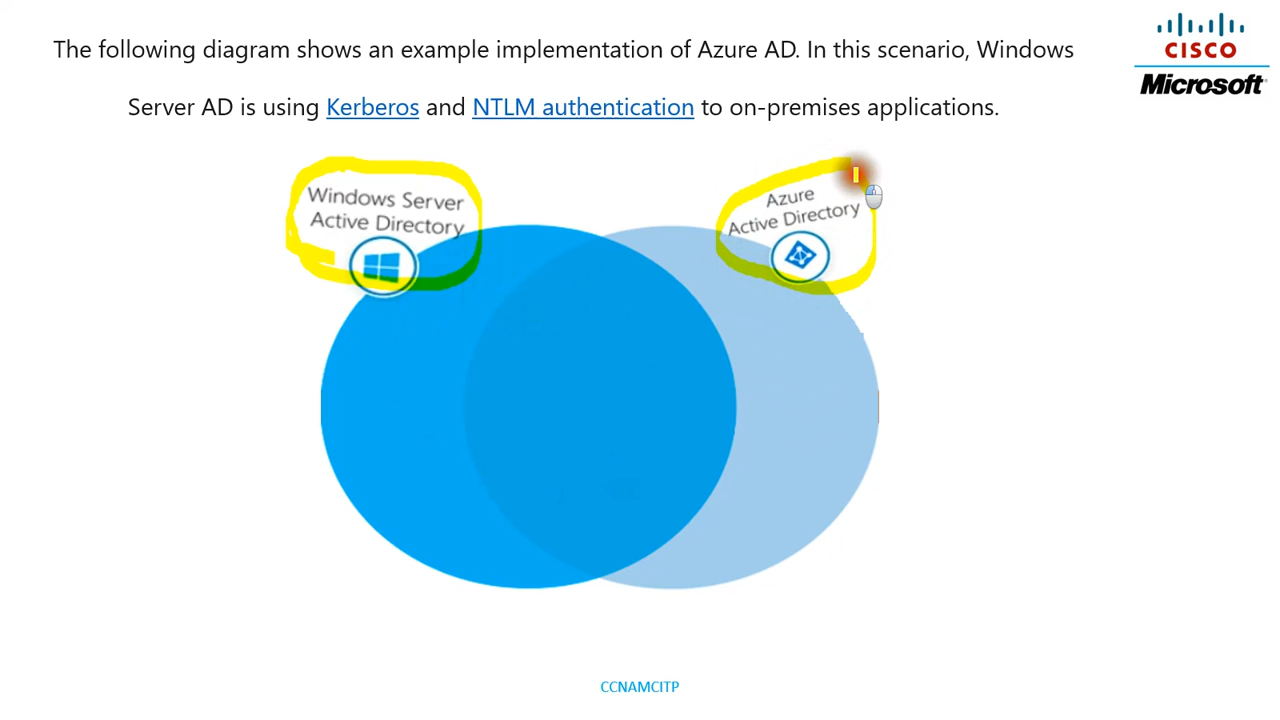 The following diagram shows an example implementation of Azure AD. In this scenario, Windows
Server AD is using Kerberos and NTLM authentication to on-premises applications.
CISCO
Microsoft
Windows Server
Active Directory
Azure
Active Directory
CCNAMCITP